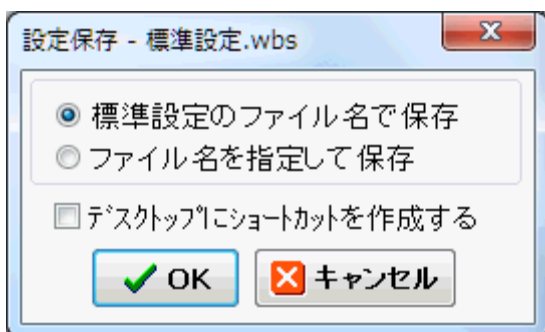 設定保存 - 標準設定.wbs
標準設定のファイル名で保存
ファイル名を指定して保存
ﾃﾞｽｸﾄｯﾌﾟにｼｮｰﾄｶｯﾄを作成する
OK
キャンセル